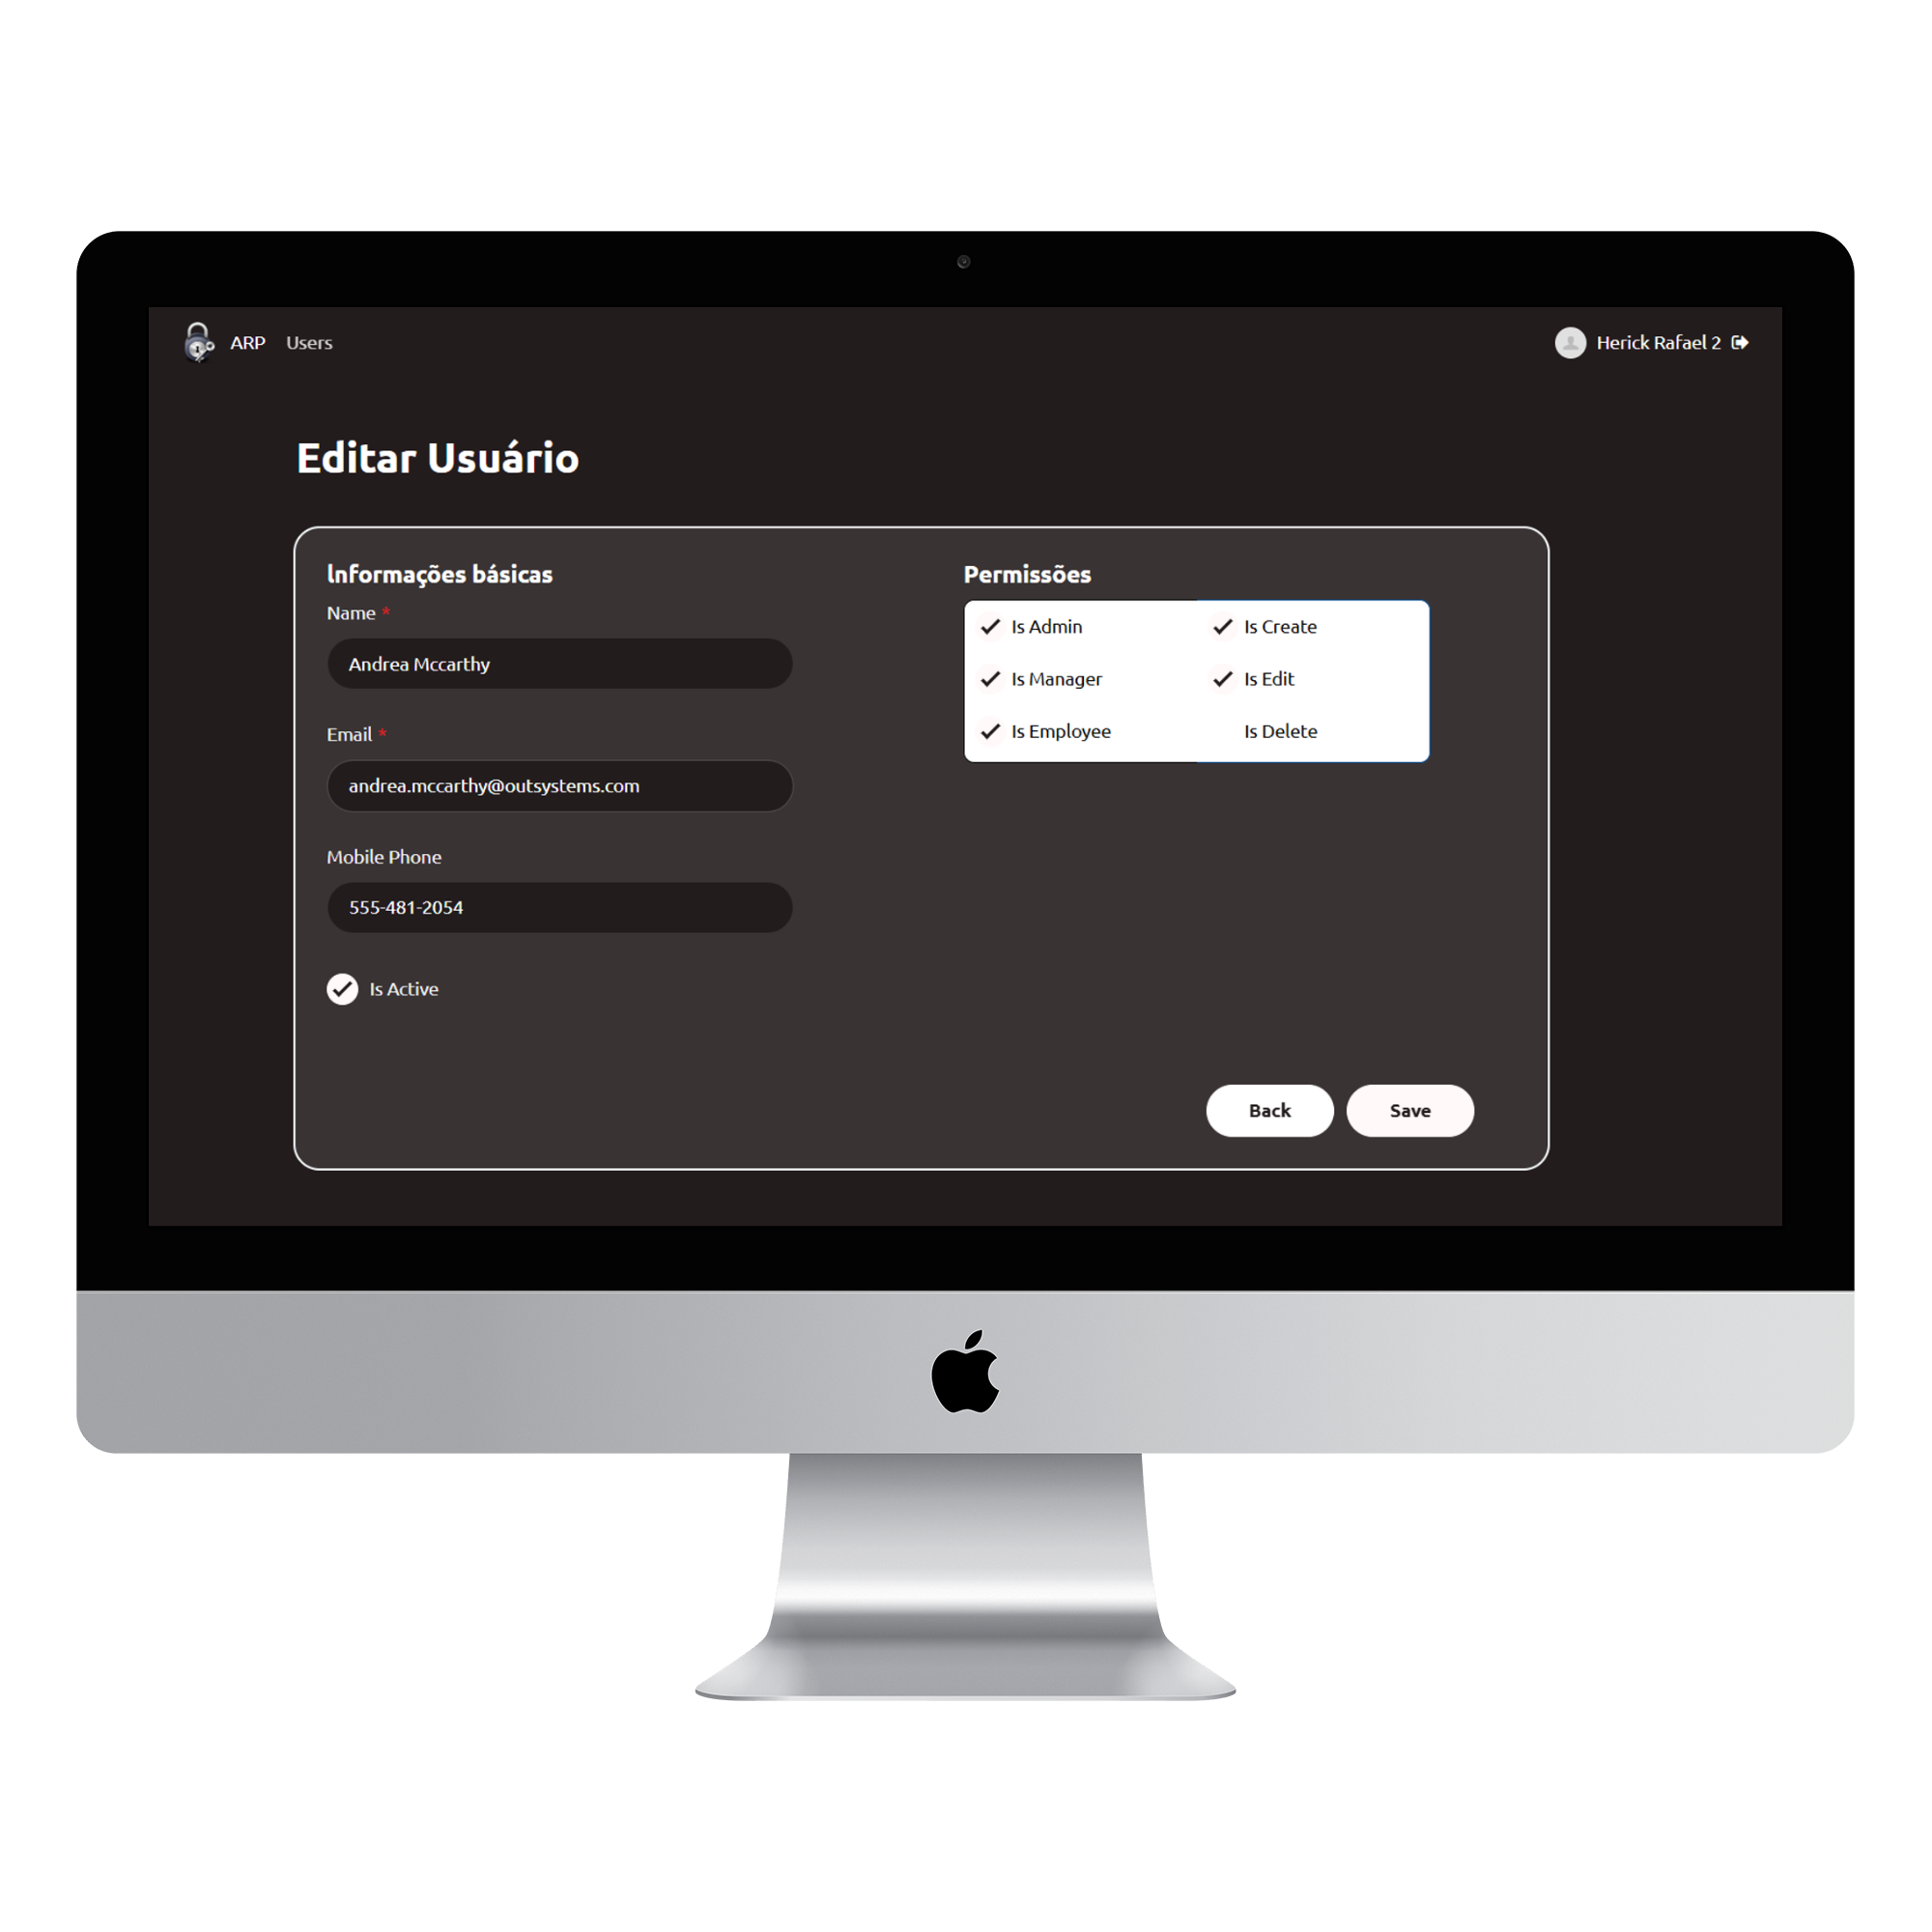 ARP Users
Herick Rafael 2
Editar Usuário
Informações básicas
Name *
Andrea Mccarthy
Email *
andrea.mccarthy@outsystems.com
Mobile Phone
555-481-2054
Is Active
Permissões
Is Admin
Is Create
Is Manager
Is Edit
Is Employee
Is Delete
Back
Save